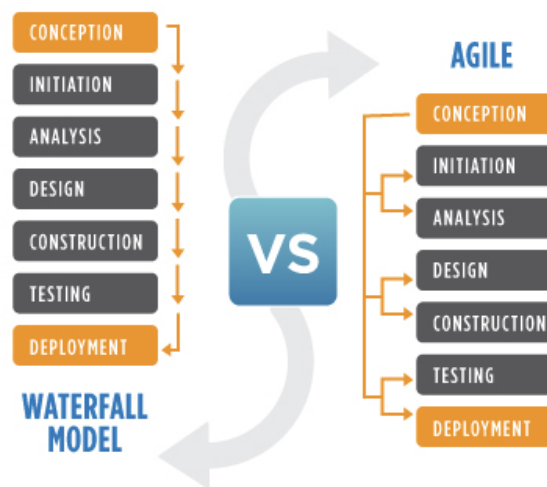 CONCEPTION
INITIATION
ANALYSIS
DESIGN
CONSTRUCTION
TESTING
DEPLOYMENT
WATERFALL
MODEL
VS
AGILE
CONCEPTION
INITIATION
ANALYSIS
DESIGN
CONSTRUCTION
TESTING
DEPLOYMENT